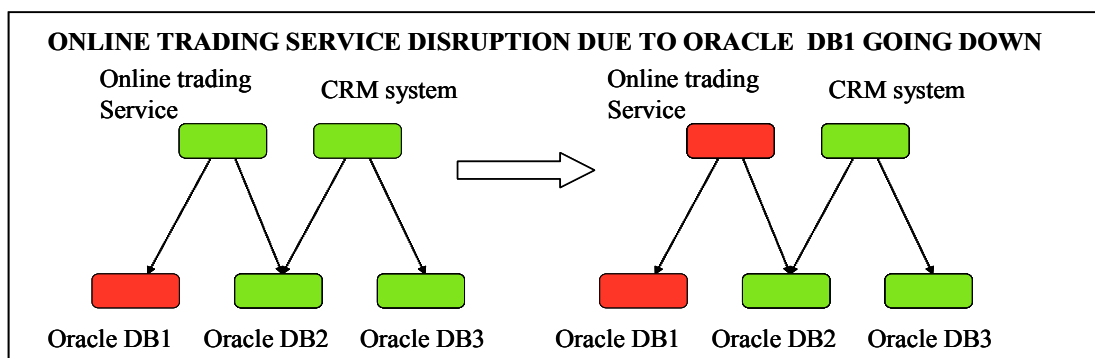 ONLINE TRADING SERVICE DISRUPTION DUE TO ORACLE DB1 GOING DOWN
Online trading
Service
CRM system
Online trading
Service
CRM system
Oracle DB1
Oracle DB2
Oracle DB3
Oracle DB1
Oracle DB2
Oracle DB3